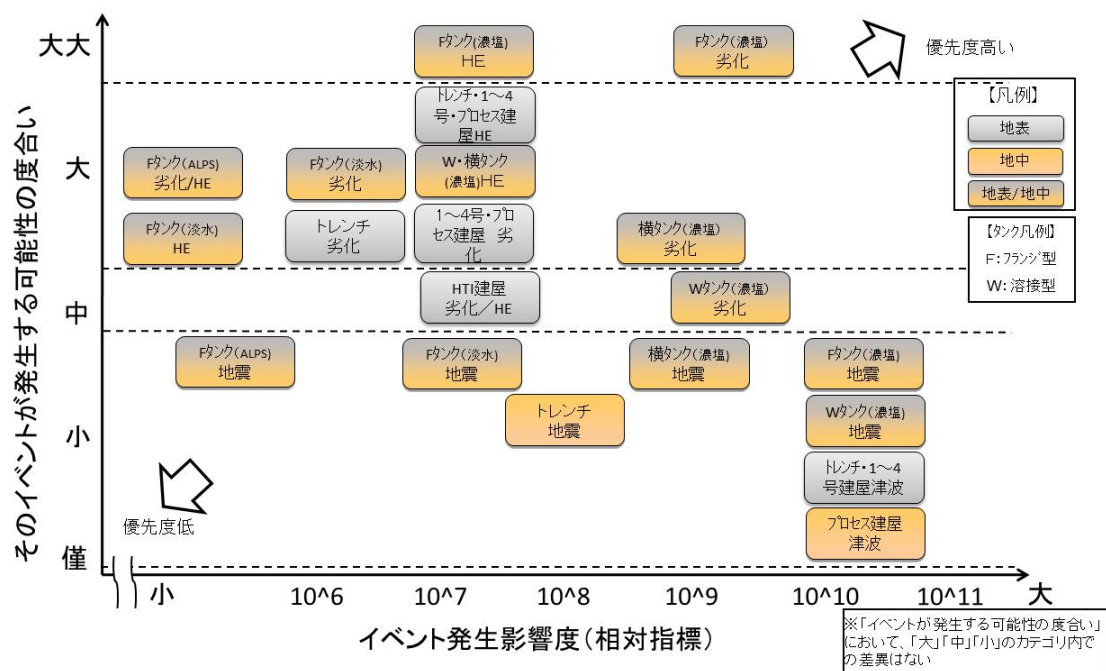 そのイベントが発生する可能性の度合い
大大
Fタンク(濃塩)
HE
Fタンク(濃塩)
劣化
優先度高い
【凡例】
地表
地中
地表/地中
【タンク凡例】
F:フランジ型
W:溶接型
大
トレンチ・1～4
号・プロセス建
屋HE
Fタンク(ALPS)
劣化/HE
Fタンク(淡水)
劣化
W・横タンク
(濃塩)HE
Fタンク(淡水)
HE
トレンチ
劣化
1～4号・プロ
セス建屋 劣
化
横タンク(濃塩)
劣化
中
HTI建屋
劣化／HE
Wタンク(濃塩)
劣化
小
Fタンク(ALPS)
地震
Fタンク(淡水)
地震
横タンク(濃塩)
地震
Fタンク(濃塩)
地震
トレンチ
地震
Wタンク(濃塩)
地震
トレンチ・1～4
号建屋津波
プロセス建屋
津波
優先度低
僅
小 10^6 10^7 10^8 10^9 10^10 10^11 大
イベント発生影響度(相対指標)
※「イベントが発生する可能性の度合い」
において、「大」「中」「小」のカテゴリ内で
の差異はない